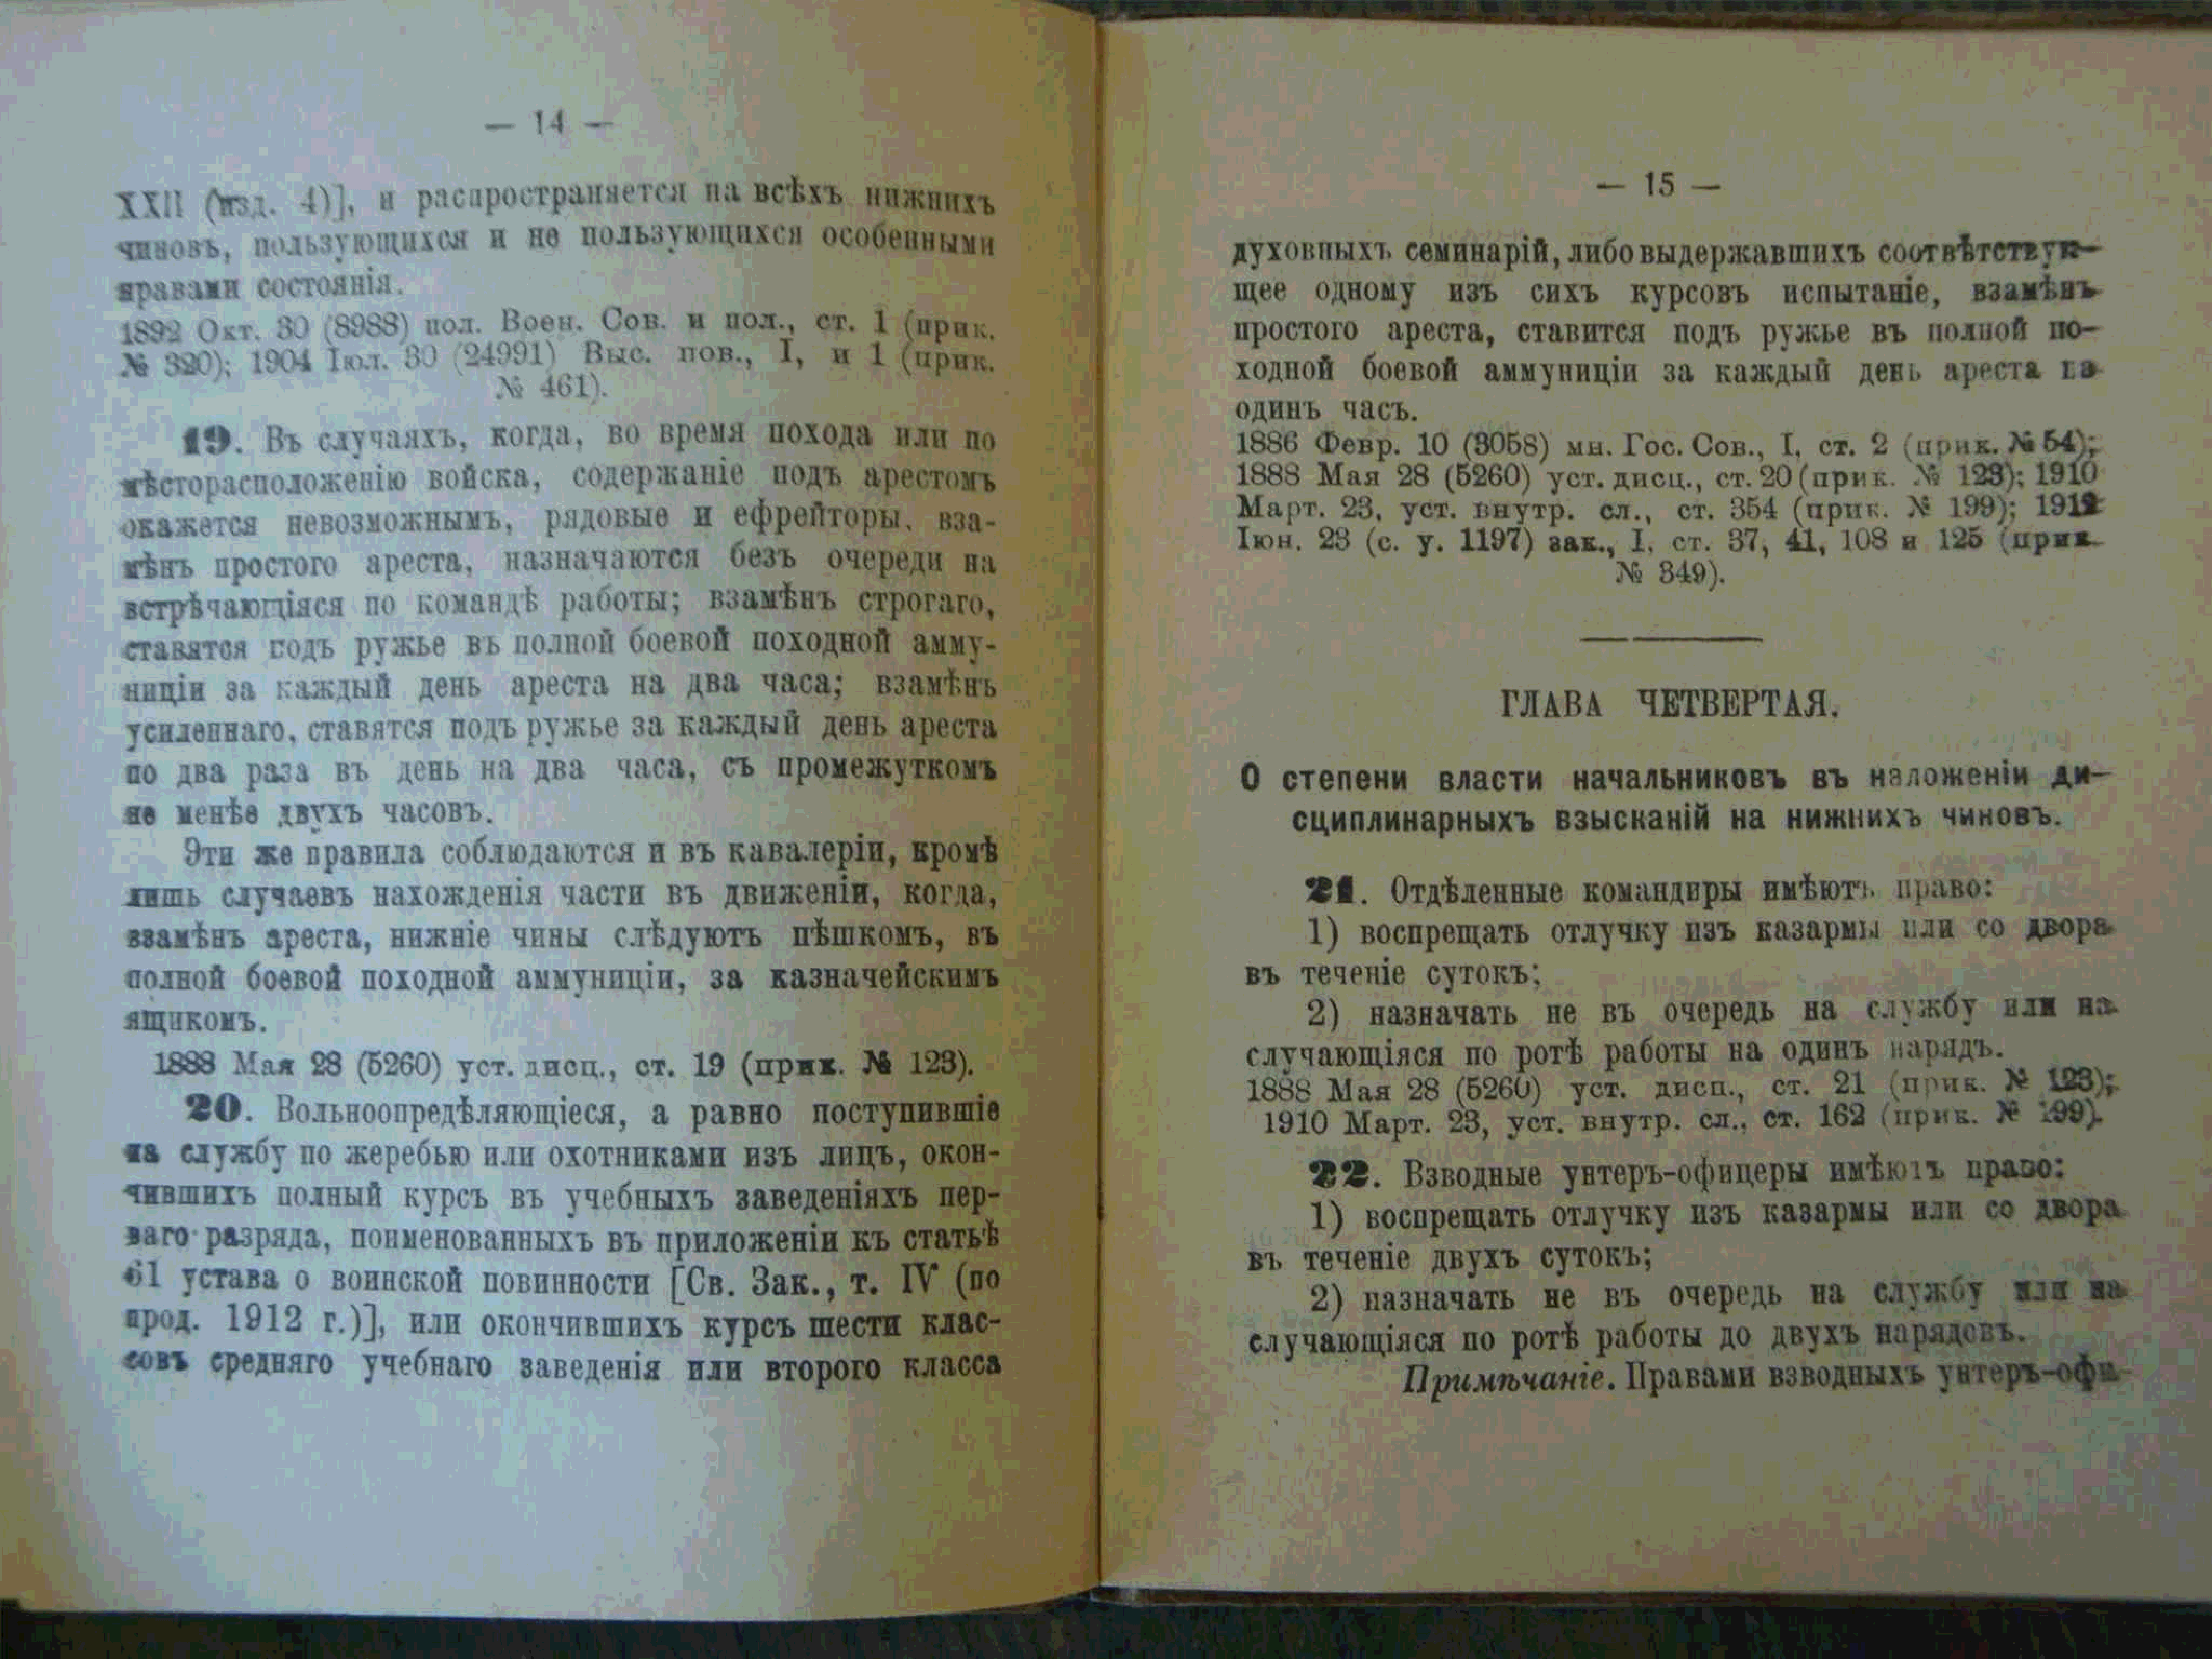 — 14 —
XXII (изд. 4)], и распространяется на всѣхъ нижнихъ
чиновъ, пользующихся и не пользующихся особенными
правами состоянія.
1892 Окт. 30 (8988) пол. Воен. Сов. и пол., ст. 1 (прик.
№ 320); 1904 Іюл. 30 (24991) Выс. пов., I, и 1 (прик.
№ 461).
19. Въ случаяхъ, когда, во время похода или по
мѣсторасположенію войска, содержаніе подъ арестомъ
окажется невозможнымъ, рядовые и ефрейторы, вза-
мѣнъ простого ареста, назначаются безъ очереди на
встрѣчающіяся по командѣ работы; взамѣнъ строгаго,
ставятся подъ ружье въ полной боевой походной амму-
ниціи за каждый день ареста на два часа; взамѣнъ
усиленнаго, ставятся подъ ружье за каждый день ареста
по два раза въ день на два часа, съ промежуткомъ
не менѣе двухъ часовъ.
Эти же правила соблюдаются и въ кавалеріи, кромѣ
лишь случаевъ нахожденія части въ движеніи, когда,
взамѣнъ ареста, нижніе чины слѣдуютъ пѣшкомъ, въ
полной боевой походной аммуниціи, за казначейскимъ
ящикомъ.
1888 Мая 28 (5260) уст. дисц., ст. 19 (прик. № 123).
20. Вольноопредѣляющіеся, а равно поступившіе
на службу по жеребью или охотниками изъ лицъ, окон-
чившихъ полный курсъ въ учебныхъ заведеніяхъ пер-
ваго разряда, поименованныхъ въ приложеніи къ статьѣ
61 устава о воинской повинности [Св. Зак., т. IV (по
прод. 1912 г.)], или окончившихъ курсъ шести клас-
совъ средняго учебнаго заведенія или второго класса
— 15 —
духовныхъ семинарій, либо выдержавшихъ соотвѣтствую-
щее одному изъ сихъ курсовъ испытаніе, взамѣнъ
простого ареста, ставится подъ ружье въ полной по-
ходной боевой аммуниціи за каждый день ареста на
одинъ часъ.
1886 Февр. 10 (3058) мн. Гос. Сов., I, ст. 2 (прик. № 54);
1888 Мая 28 (5260) уст. дисц., ст. 20 (прик. № 123); 1910
Март. 23, уст. внутр. сл., ст. 354 (прик. № 199); 1912
Іюн. 23 (с. у. 1197) зак., I, ст. 37, 41, 108 и 125 (прик.
№ 349).
ГЛАВА ЧЕТВЕРТАЯ.
О степени власти начальниковъ въ наложеніи ди-
сциплинарныхъ взысканій на нижнихъ чиновъ.
21. Отдѣленные командиры имѣютъ право:
1) воспрещать отлучку изъ казармы или со двора
въ теченіе сутокъ;
2) назначать не въ очередь на службу или на
случающіяся по ротѣ работы на одинъ нарядъ.
1888 Мая 28 (5260) уст. дисц., ст. 21 (прик. № 123);
1910 Март. 23, уст. внутр. сл., ст. 162 (прик. № 199).
22. Взводные унтеръ-офицеры имѣютъ право:
1) воспрещать отлучку изъ казармы или со двора
въ теченіе двухъ сутокъ;
2) назначать не въ очередь на службу или на
случающіяся по ротѣ работы до двухъ нарядовъ.
Примѣчаніе. Правами взводныхъ унтеръ-офи-